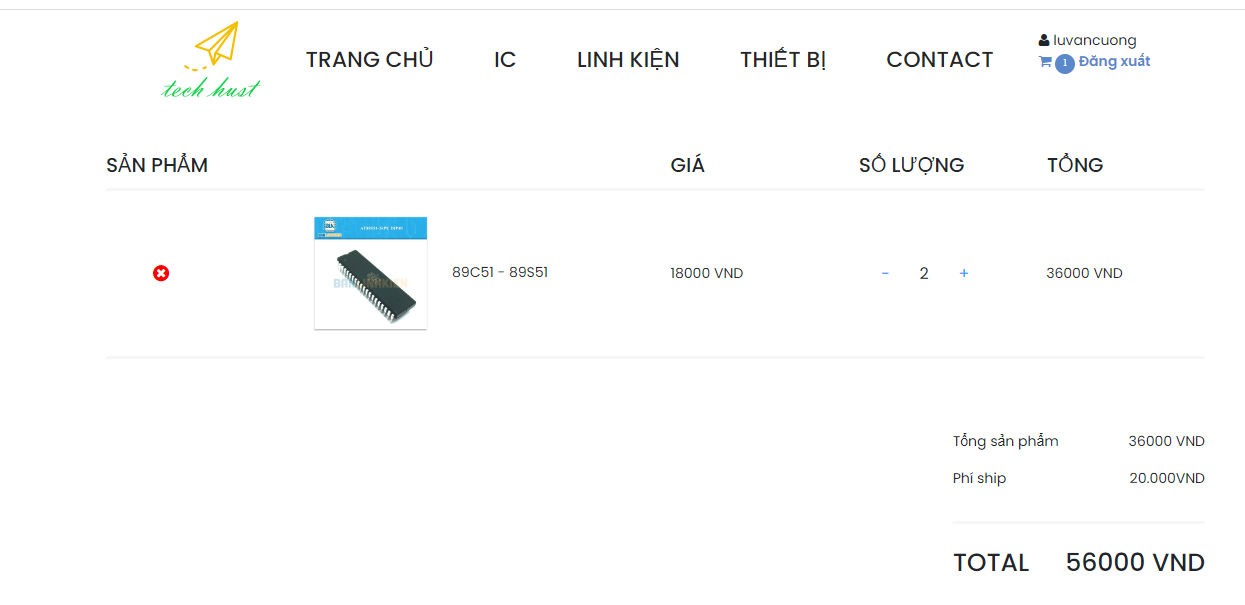 tech hust
TRANG CHỦ
IC
LINH KIỆN
THIẾT BỊ
CONTACT
luvancuong
1 Đăng xuất
SẢN PHẨM
GIÁ
SỐ LƯỢNG
TỔNG
89C51 - 89S51
18000 VND
- 2 +
36000 VND
Tổng sản phẩm 36000 VND
Phí ship 20.000VND
TOTAL 56000 VND